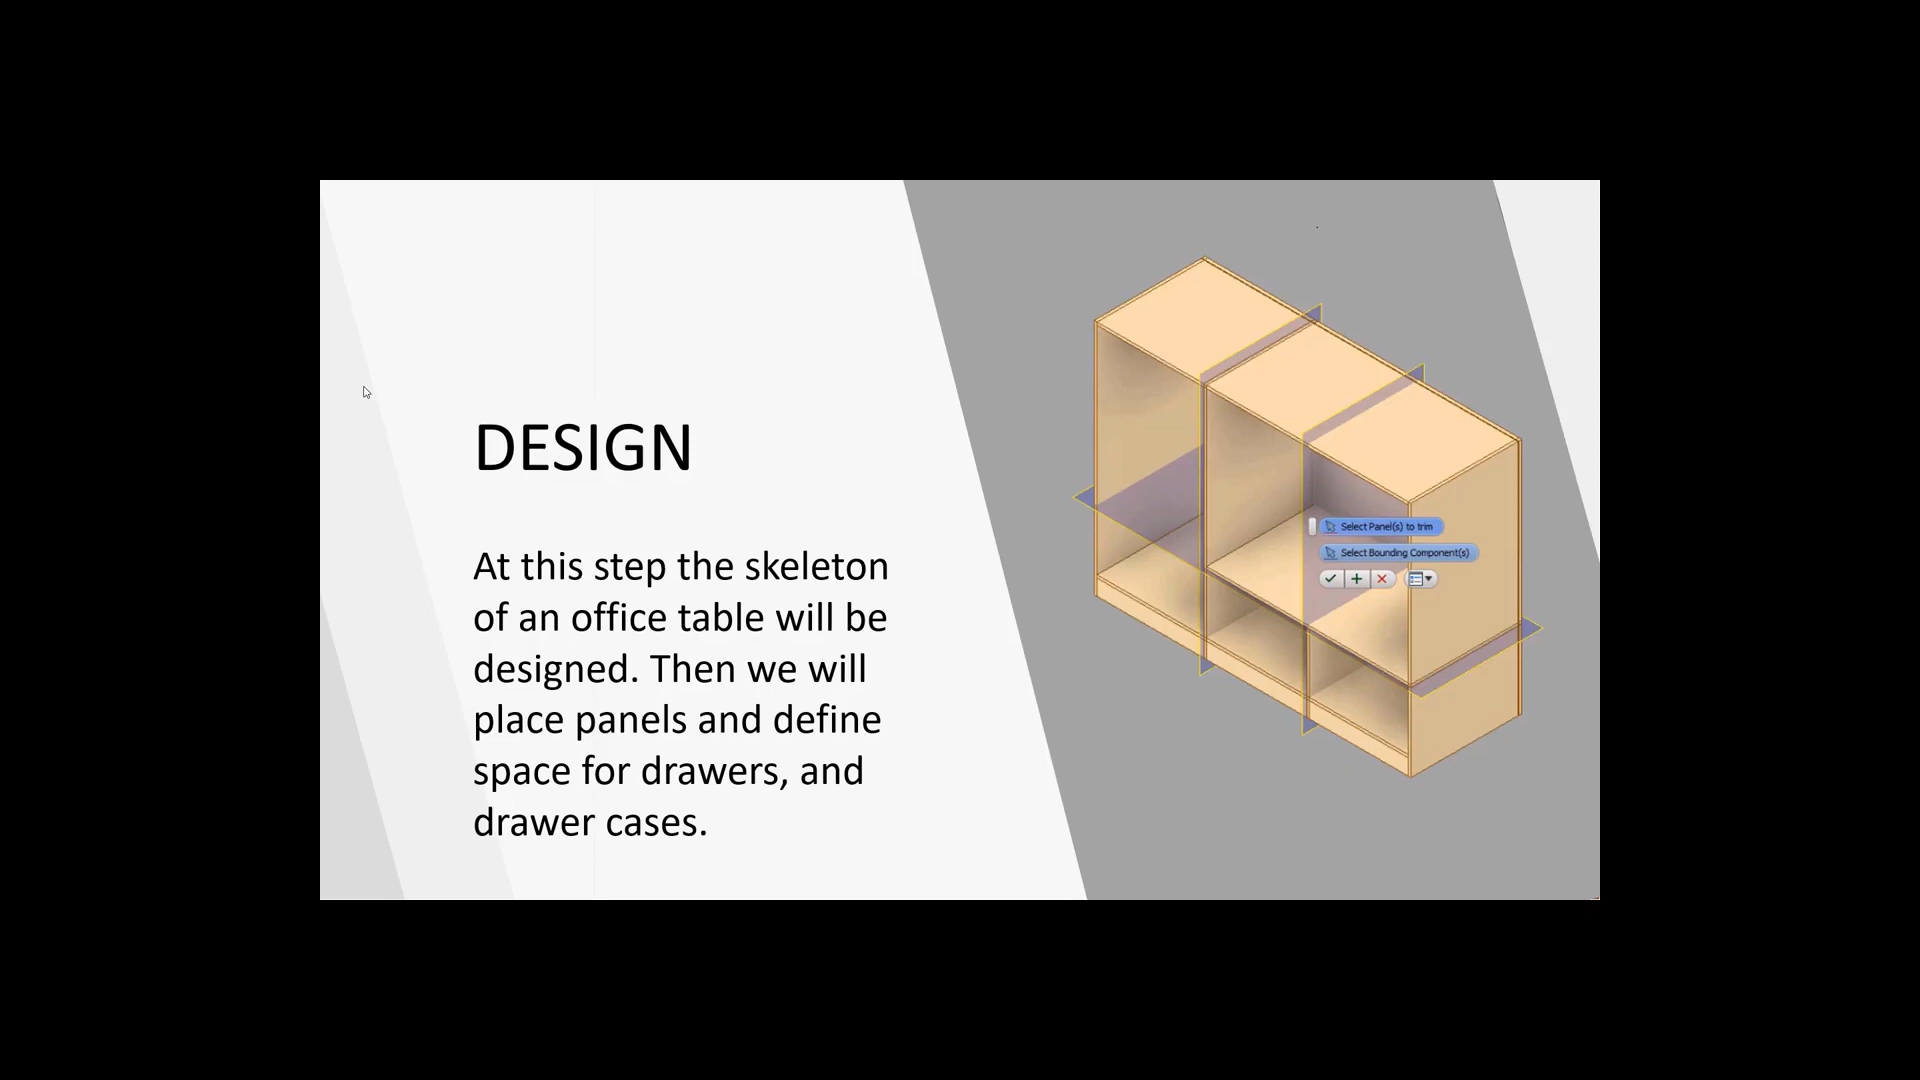 DESIGN
At this step the skeleton
of an office table will be
designed. Then we will
place panels and define
space for drawers, and
drawer cases.
Select Panel(s) to trim
Select Bounding Component(s)